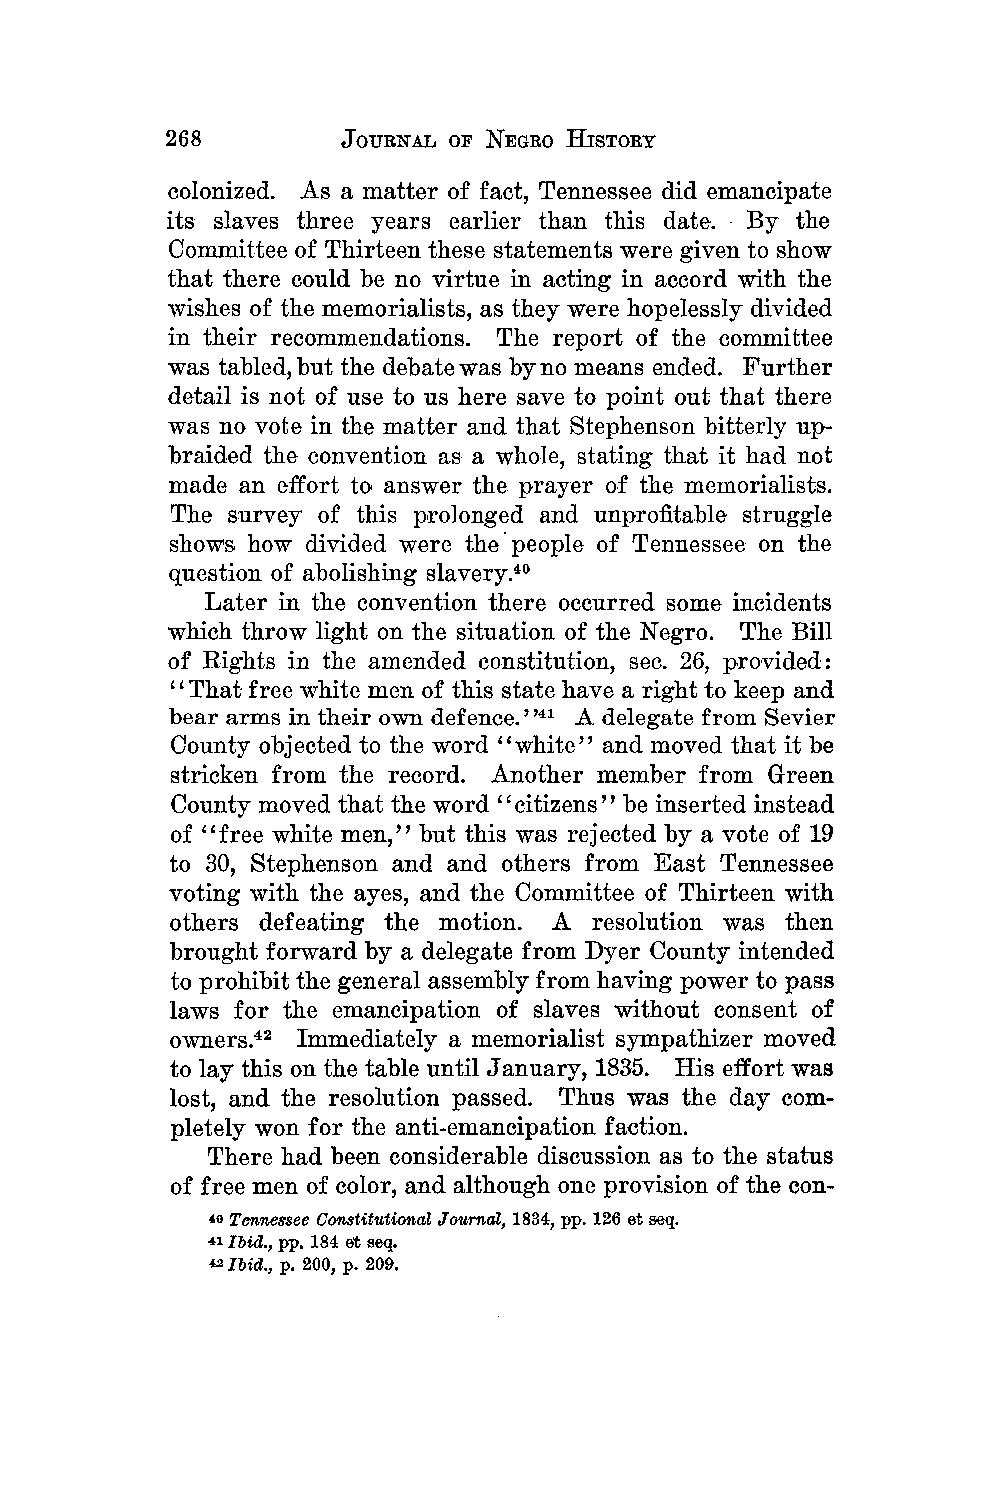 268 JOURNAL OF NEGRO HISTORY
colonized. As a matter of fact, Tennessee did emancipate
its slaves three years earlier than this date. By the
Committee of Thirteen these statements were given to show
that there could be no virtue in acting in accord with the
wishes of the memorialists, as they were hopelessly divided
in their recommendations. The report of the committee
was tabled, but the debate was by no means ended. Further
detail is not of use to us here save to point out that there
was no vote in the matter and that Stephenson bitterly up-
braided the convention as a whole, stating that it had not
made an effort to answer the prayer of the memorialists.
The survey of this prolonged and unprofitable struggle
shows how divided were the people of Tennessee on the
question of abolishing slavery.⁴⁰
Later in the convention there occurred some incidents
which throw light on the situation of the Negro. The Bill
of Rights in the amended constitution, sec. 26, provided:
"That free white men of this state have a right to keep and
bear arms in their own defence."⁴¹ A delegate from Sevier
County objected to the word "white" and moved that it be
stricken from the record. Another member from Green
County moved that the word "citizens" be inserted instead
of "free white men," but this was rejected by a vote of 19
to 30, Stephenson and and others from East Tennessee
voting with the ayes, and the Committee of Thirteen with
others defeating the motion. A resolution was then
brought forward by a delegate from Dyer County intended
to prohibit the general assembly from having power to pass
laws for the emancipation of slaves without consent of
owners.⁴² Immediately a memorialist sympathizer moved
to lay this on the table until January, 1835. His effort was
lost, and the resolution passed. Thus was the day com-
pletely won for the anti-emancipation faction.
There had been considerable discussion as to the status
of free men of color, and although one provision of the con-
⁴⁰ Tennessee Constitutional Journal, 1834, pp. 126 et seq.
⁴¹ Ibid., pp. 184 et seq.
⁴² Ibid., p. 200, p. 209.